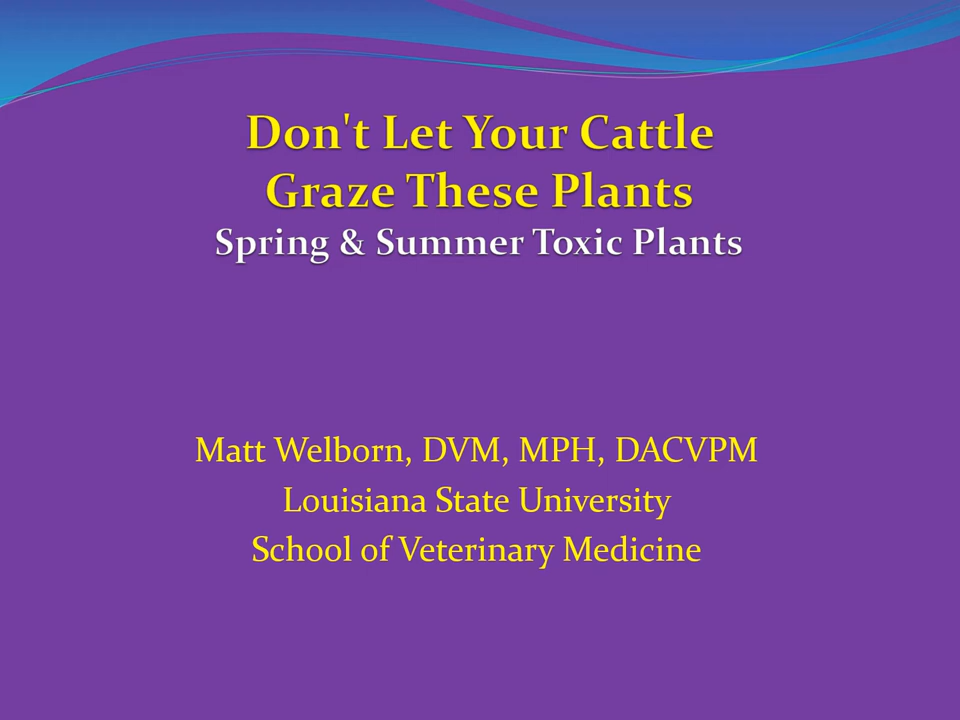 Don't Let Your Cattle
Graze These Plants
Spring & Summer Toxic Plants
Matt Welborn, DVM, MPH, DACVPM
Louisiana State University
School of Veterinary Medicine